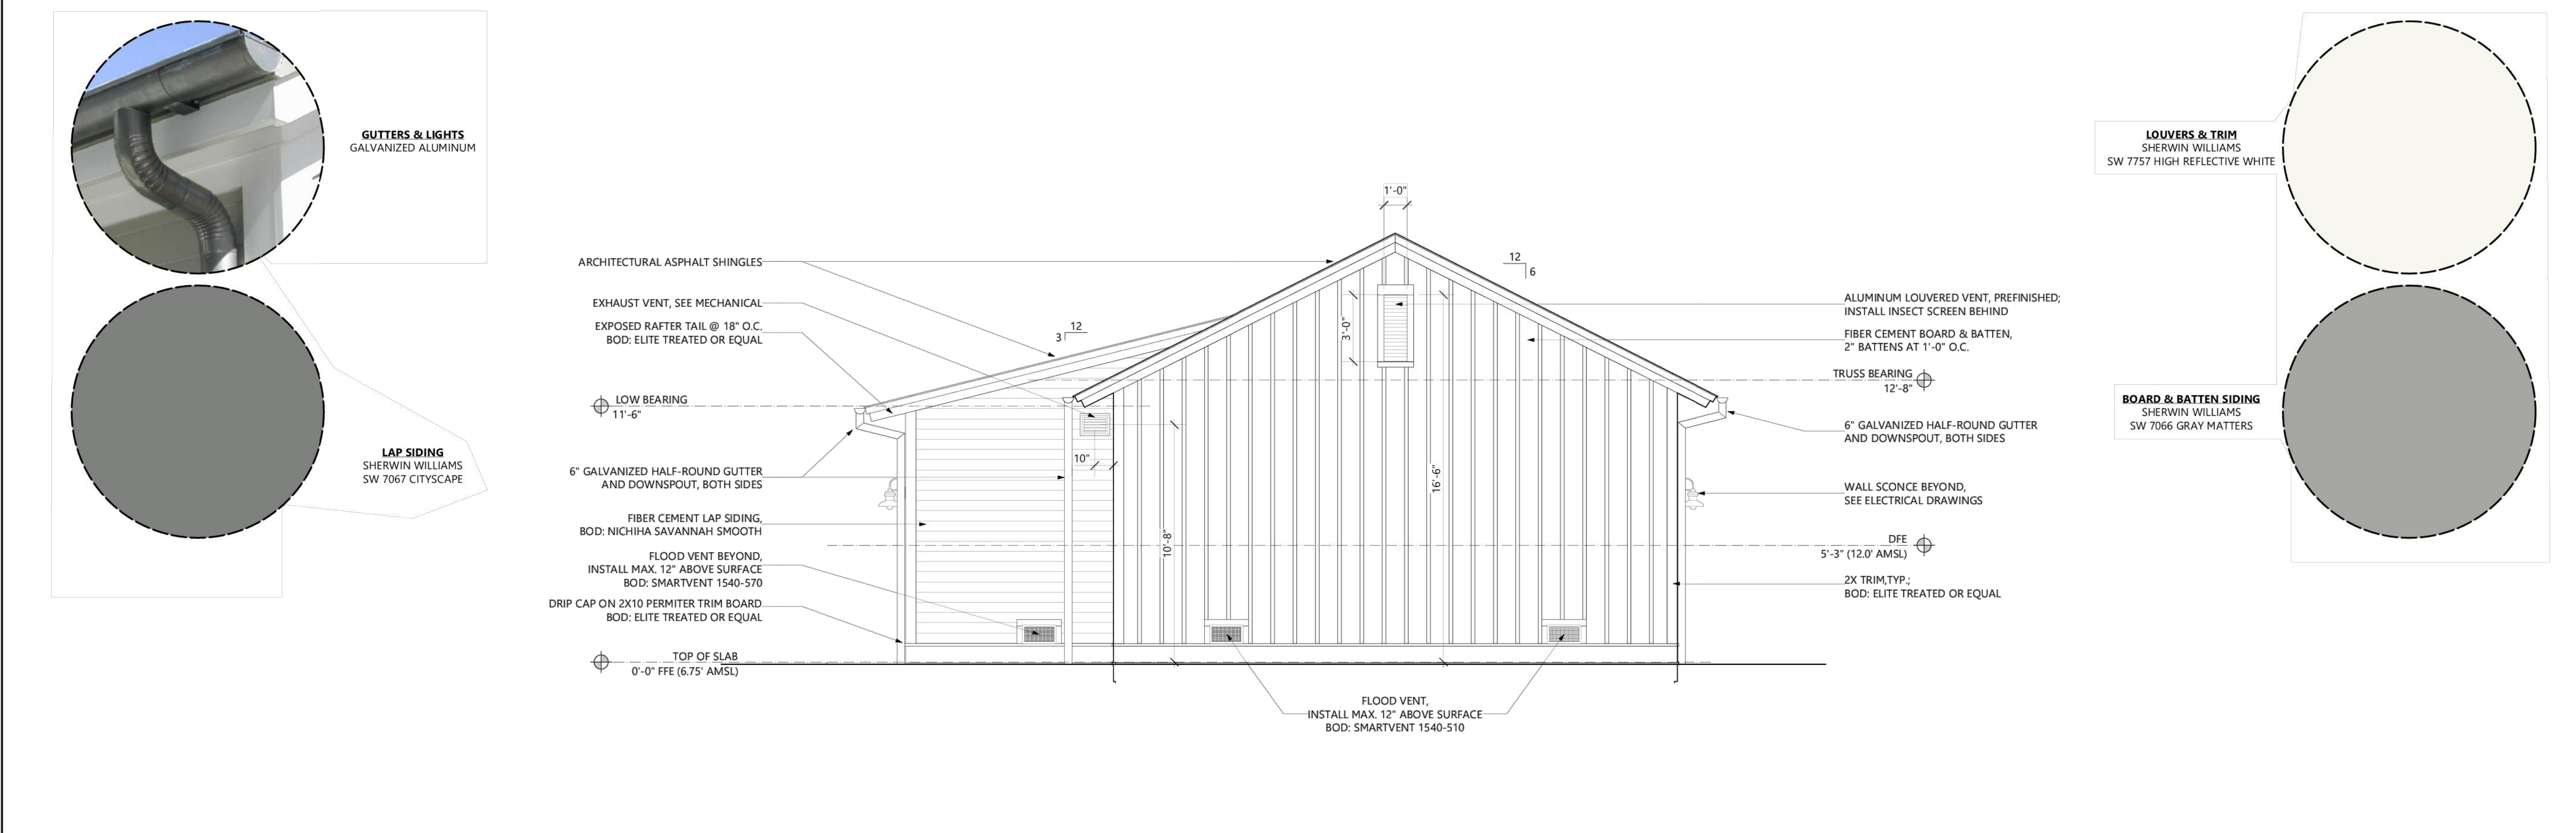 GUTTERS & LIGHTS
GALVANIZED ALUMINUM
LAP SIDING
SHERWIN WILLIAMS
SW 7067 CITYSCAPE
ARCHITECTURAL ASPHALT SHINGLES
EXHAUST VENT, SEE MECHANICAL
EXPOSED RAFTER TAIL @ 18" O.C.
BOD: ELITE TREATED OR EQUAL
LOW BEARING
11'-6"
6" GALVANIZED HALF-ROUND GUTTER
AND DOWNSPOUT, BOTH SIDES
FIBER CEMENT LAP SIDING,
BOD: NICHIHA SAVANNAH SMOOTH
FLOOD VENT BEYOND,
INSTALL MAX. 12" ABOVE SURFACE
BOD: SMARTVENT 1540-570
DRIP CAP ON 2X10 PERMITER TRIM BOARD
BOD: ELITE TREATED OR EQUAL
TOP OF SLAB
0'-0" FFE (6.75' AMSL)
1'-0"
12
3
12
6
3'-0"
10"
16'-6"
10'-8"
FLOOD VENT,
INSTALL MAX. 12" ABOVE SURFACE
BOD: SMARTVENT 1540-510
ALUMINUM LOUVERED VENT, PREFINISHED;
INSTALL INSECT SCREEN BEHIND
FIBER CEMENT BOARD & BATTEN,
2" BATTENS AT 1'-0" O.C.
TRUSS BEARING
12'-8"
6" GALVANIZED HALF-ROUND GUTTER
AND DOWNSPOUT, BOTH SIDES
WALL SCONCE BEYOND,
SEE ELECTRICAL DRAWINGS
DFE
5'-3" (12.0' AMSL)
2X TRIM,TYP.;
BOD: ELITE TREATED OR EQUAL
LOUVERS & TRIM
SHERWIN WILLIAMS
SW 7757 HIGH REFLECTIVE WHITE
BOARD & BATTEN SIDING
SHERWIN WILLIAMS
SW 7066 GRAY MATTERS